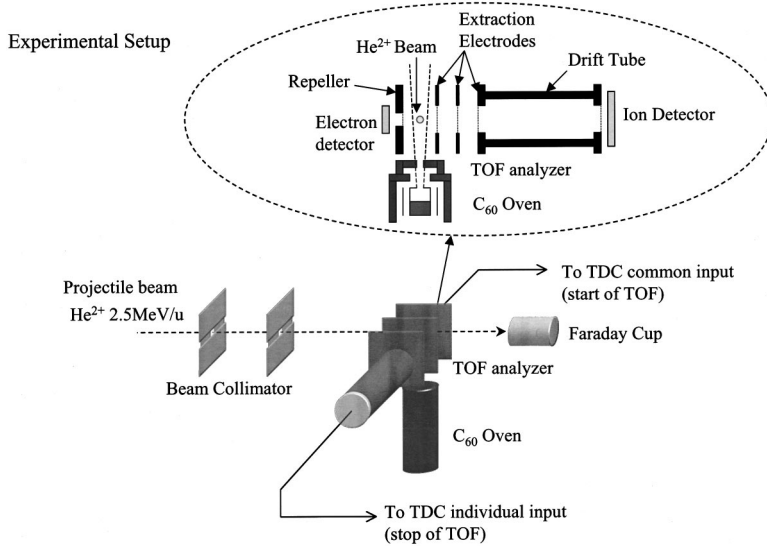 Experimental Setup
He²⁺ Beam
Extraction
Electrodes
Drift Tube
Repeller
Electron
detector
Ion Detector
TOF analyzer
C₆₀ Oven
Projectile beam
He²⁺ 2.5MeV/u
To TDC common input
(start of TOF)
Faraday Cup
Beam Collimator
TOF analyzer
C₆₀ Oven
To TDC individual input
(stop of TOF)